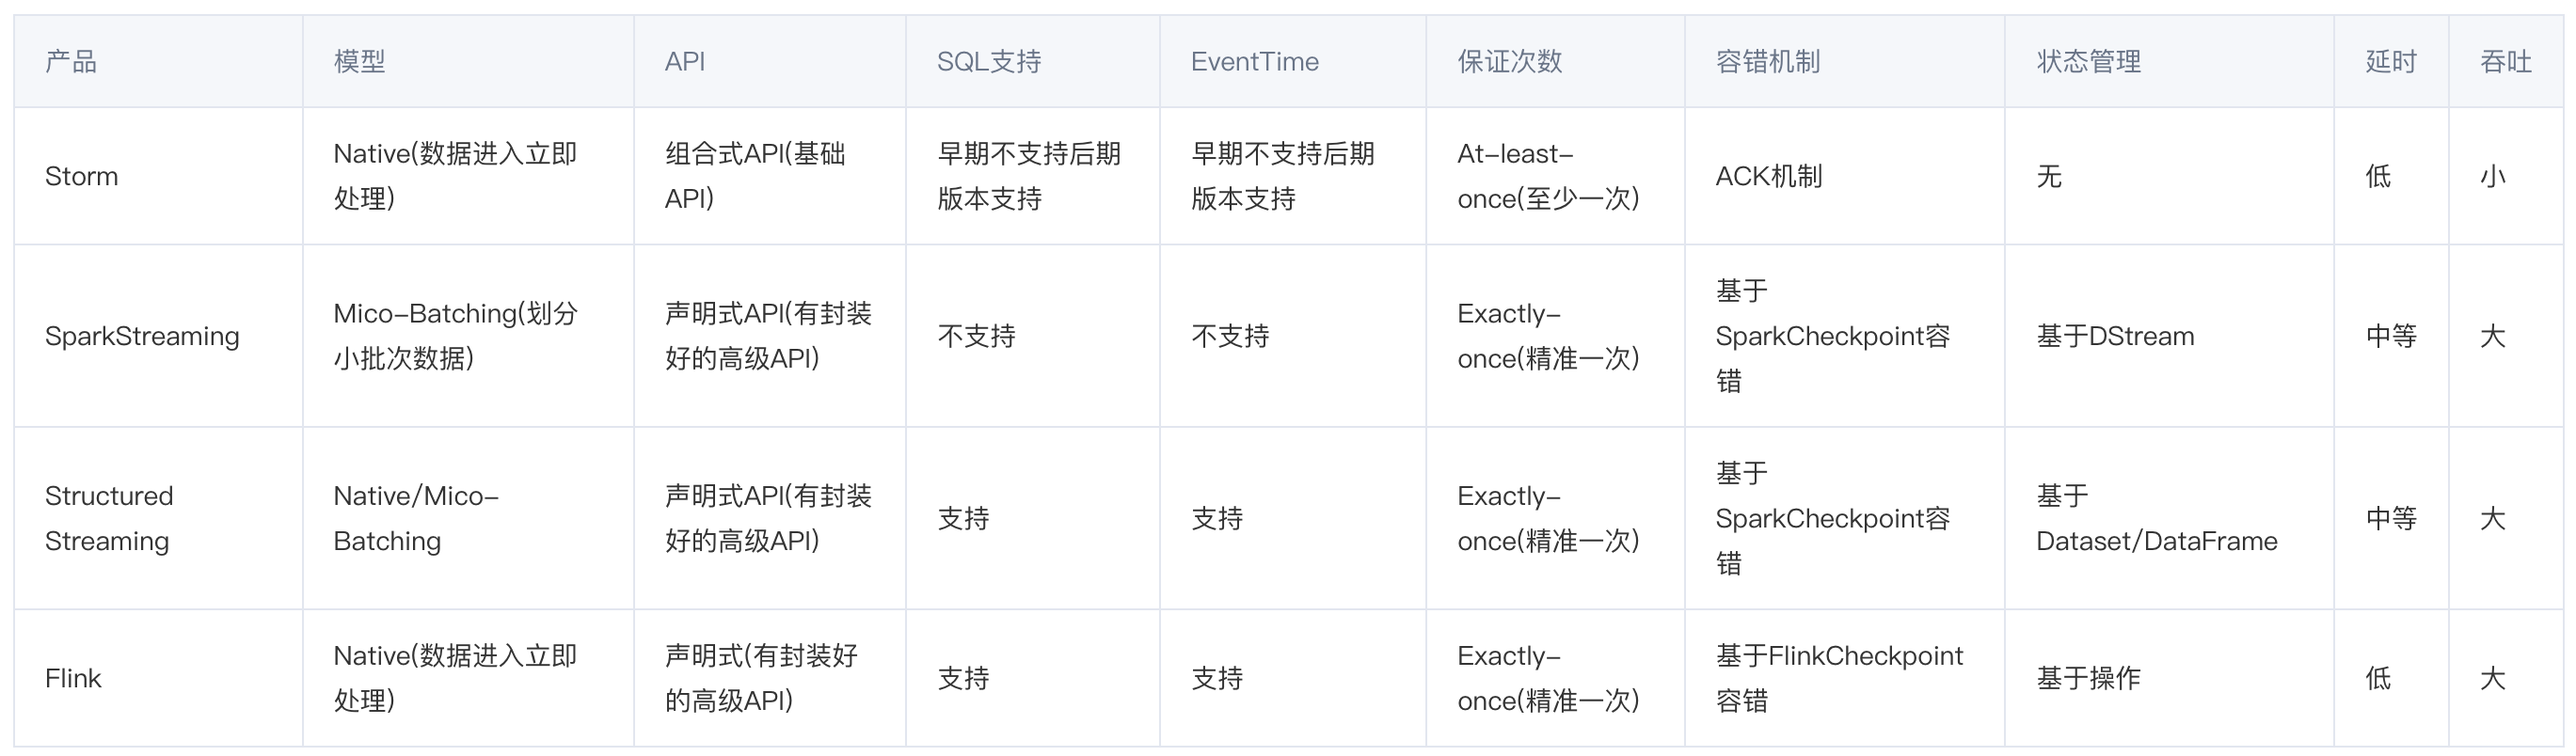 产品
模型
API
SQL支持
EventTime
保证次数
容错机制
状态管理
延时
吞吐
Storm
Native(数据进入立即
处理)
组合式API(基础
API)
早期不支持后期
版本支持
早期不支持后期
版本支持
At-least-
once(至少一次)
ACK机制
无
低
小
SparkStreaming
Mico-Batching(划分
小批次数据)
声明式API(有封装
好的高级API)
不支持
不支持
Exactly-
once(精准一次)
基于
SparkCheckpoint容
错
基于DStream
中等
大
Structured
Streaming
Native/Mico-
Batching
声明式API(有封装
好的高级API)
支持
支持
Exactly-
once(精准一次)
基于
SparkCheckpoint容
错
基于
Dataset/DataFrame
中等
大
Flink
Native(数据进入立即
处理)
声明式(有封装好
的高级API)
支持
支持
Exactly-
once(精准一次)
基于FlinkCheckpoint
容错
基于操作
低
大